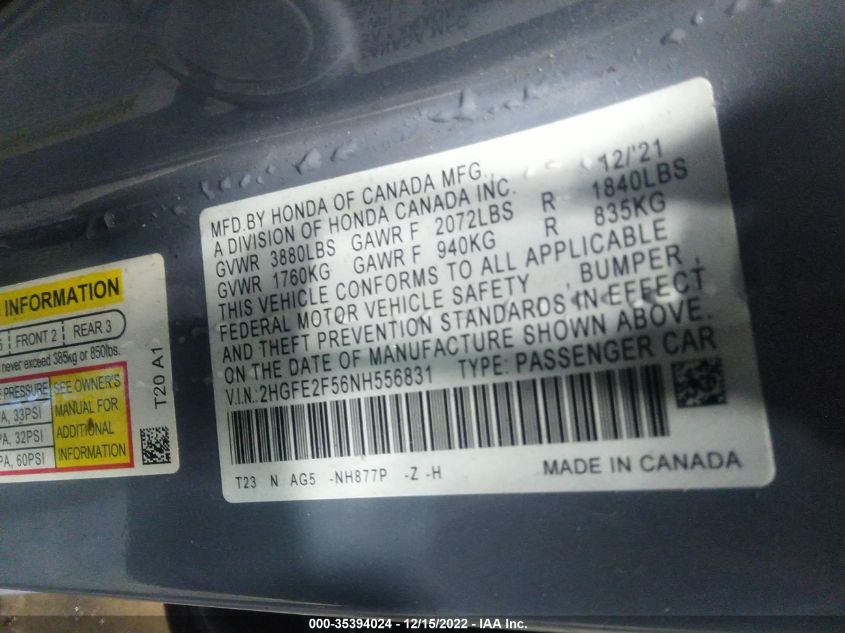 MFD.BY HONDA OF CANADA MFG., 12/'21
A DIVISION OF HONDA CANADA INC.
GVWR 3880LBS GAWR F 2072LBS R 1840LBS
GVWR 1760KG GAWR F 940KG R 835KG
THIS VEHICLE CONFORMS TO ALL APPLICABLE
FEDERAL MOTOR VEHICLE SAFETY , BUMPER ,
AND THEFT PREVENTION STANDARDS IN EFFECT
ON THE DATE OF MANUFACTURE SHOWN ABOVE.
V.I.N.: 2HGFE2F56NH556831 TYPE: PASSENGER CAR
T23 N AG5 -NH877P -Z -H MADE IN CANADA
INFORMATION
FRONT 2 REAR 3
never exceed 385kg or 850lbs.
PRESSURE SEE OWNER'S
33PSI MANUAL FOR
32PSI ADDITIONAL
60PSI INFORMATION
T20 A1
000-35394024 - 12/15/2022 - IAA Inc.